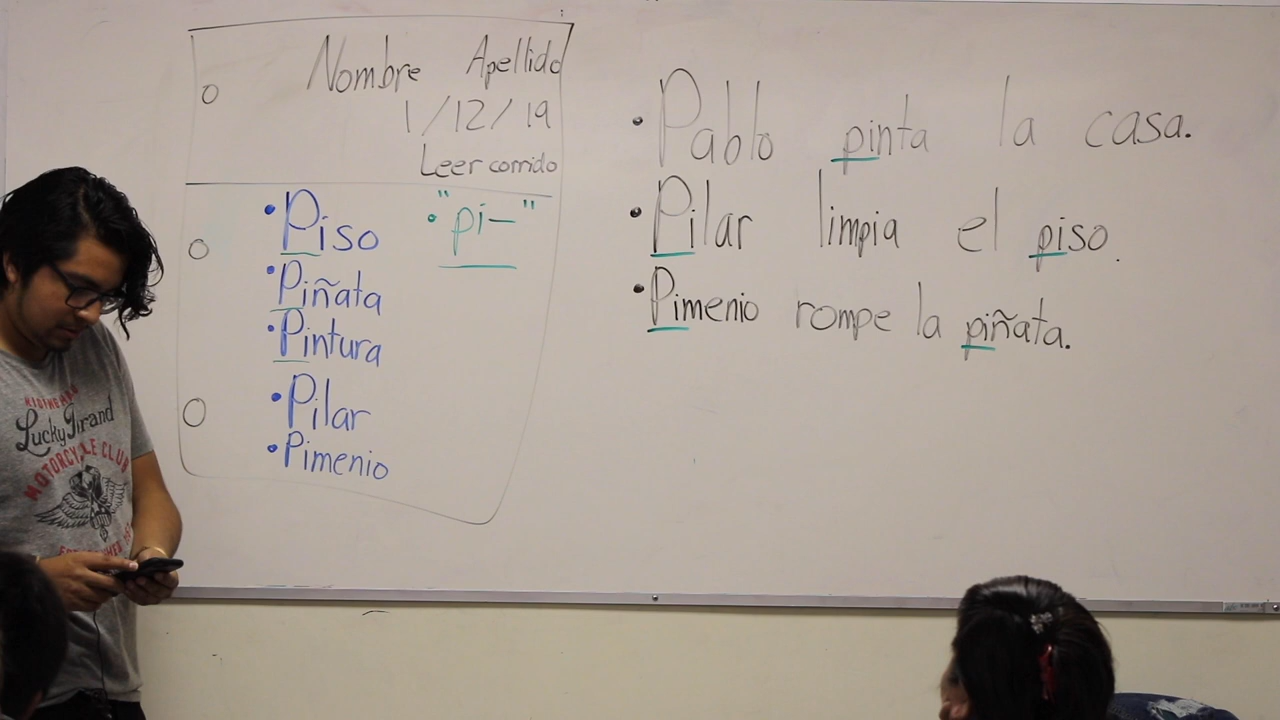 Nombre Apellido
1/12/19
Leer corrido
• Piso
• Piñata
• Pintura
• Pilar
• Pimenio
• "pi—"
• Pablo pinta la casa.
• Pilar limpia el piso.
• Pimenio rompe la piñata.
Lucky Strand
MOTORCYCLE CLUB